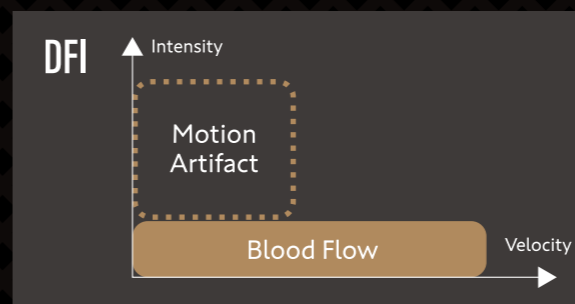 DFI
Intensity
Motion
Artifact
Blood Flow
Velocity